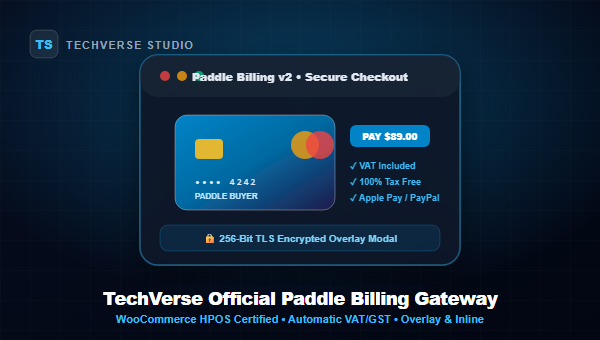 TS TECHVERSE STUDIO
Paddle Billing v2 • Secure Checkout
PAY $89.00
•••• 4242
PADDLE BUYER
✓ VAT Included
✓ 100% Tax Free
✓ Apple Pay / PayPal
🔒 256-Bit TLS Encrypted Overlay Modal
TechVerse Official Paddle Billing Gateway
WooCommerce HPOS Certified • Automatic VAT/GST • Overlay & Inline